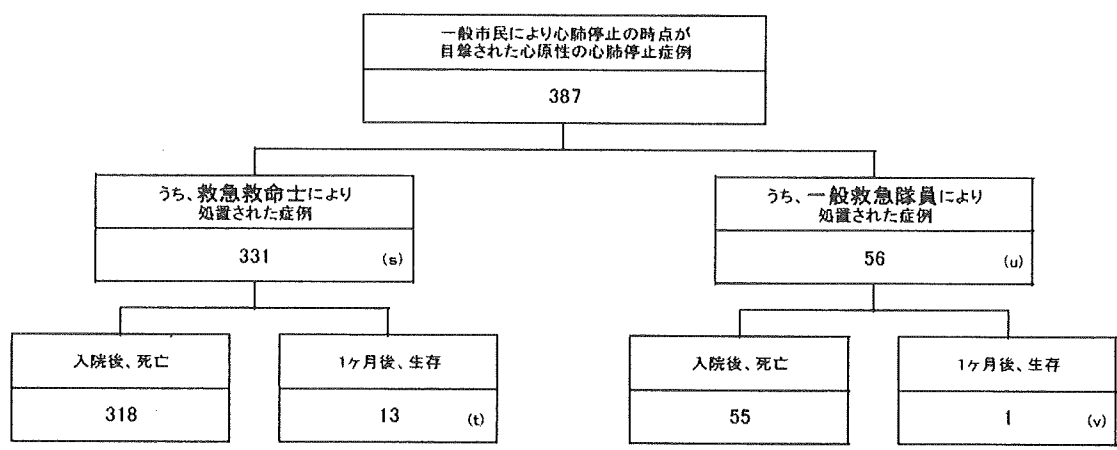 一般市民により心肺停止の時点が
目撃された心原性の心肺停止症例
387
うち、救急救命士により
処置された症例
331 (s)
うち、一般救急隊員により
処置された症例
56 (u)
入院後、死亡
318
1ヶ月後、生存
13 (t)
入院後、死亡
55
1ヶ月後、生存
1 (v)